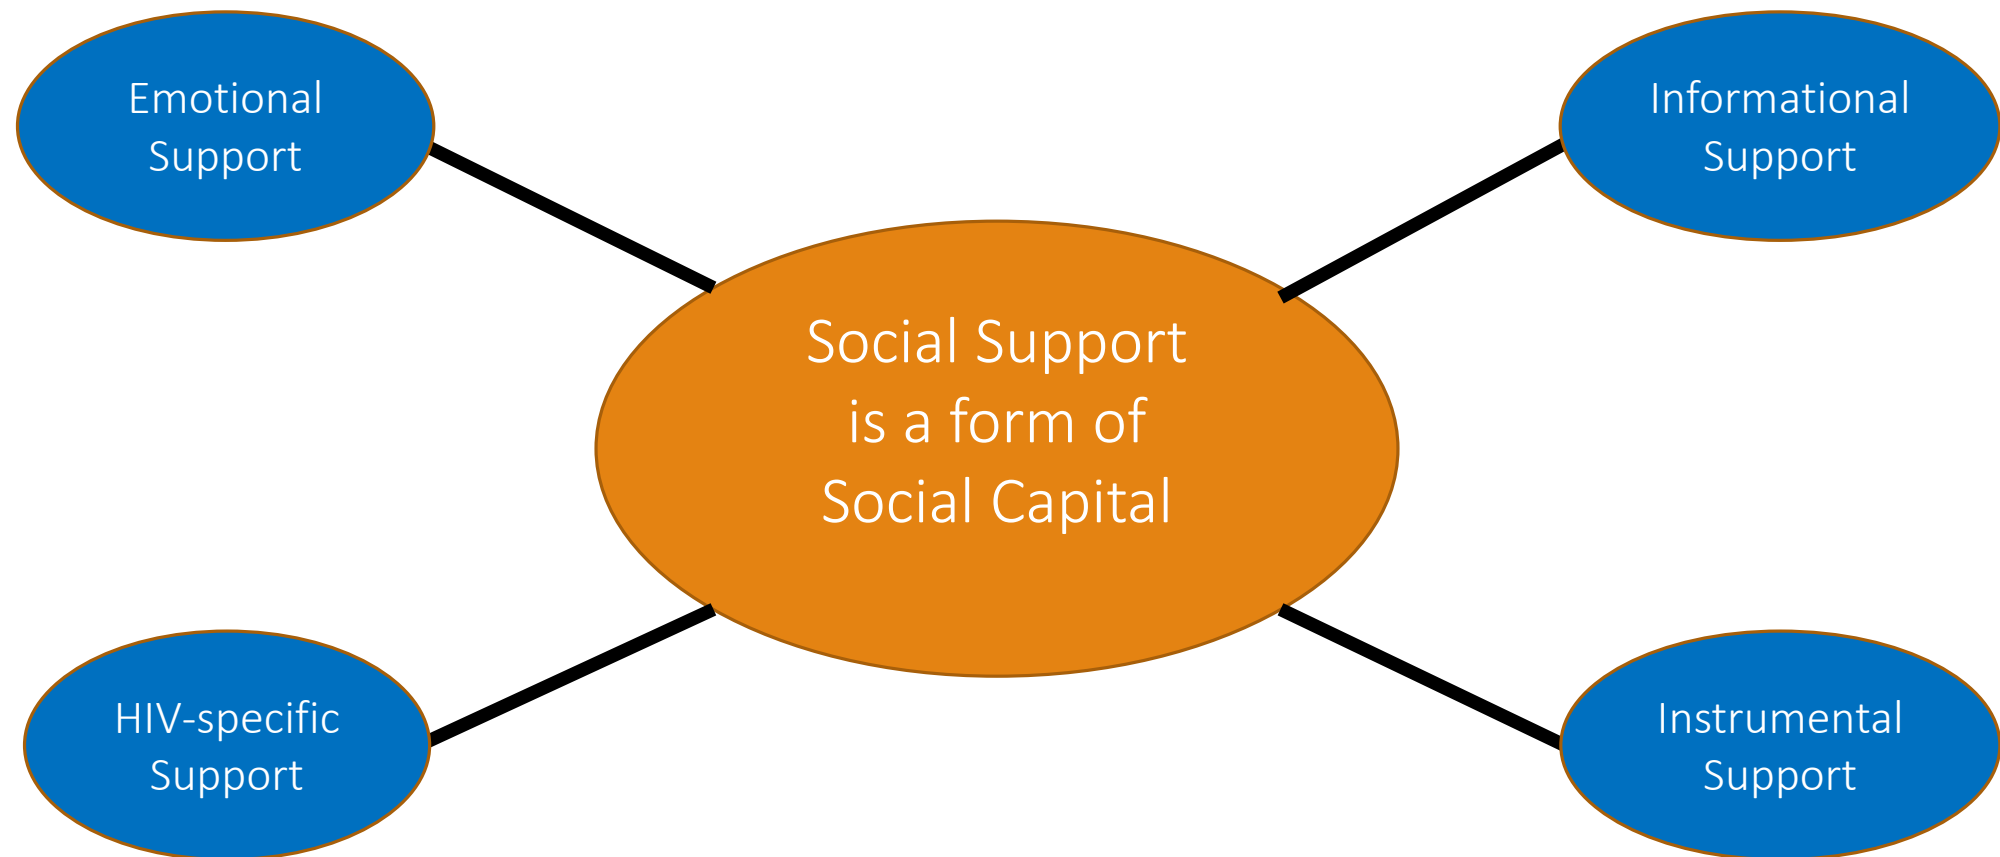 Emotional
Support
Informational
Support
Social Support
is a form of
Social Capital
HIV-specific
Support
Instrumental
Support